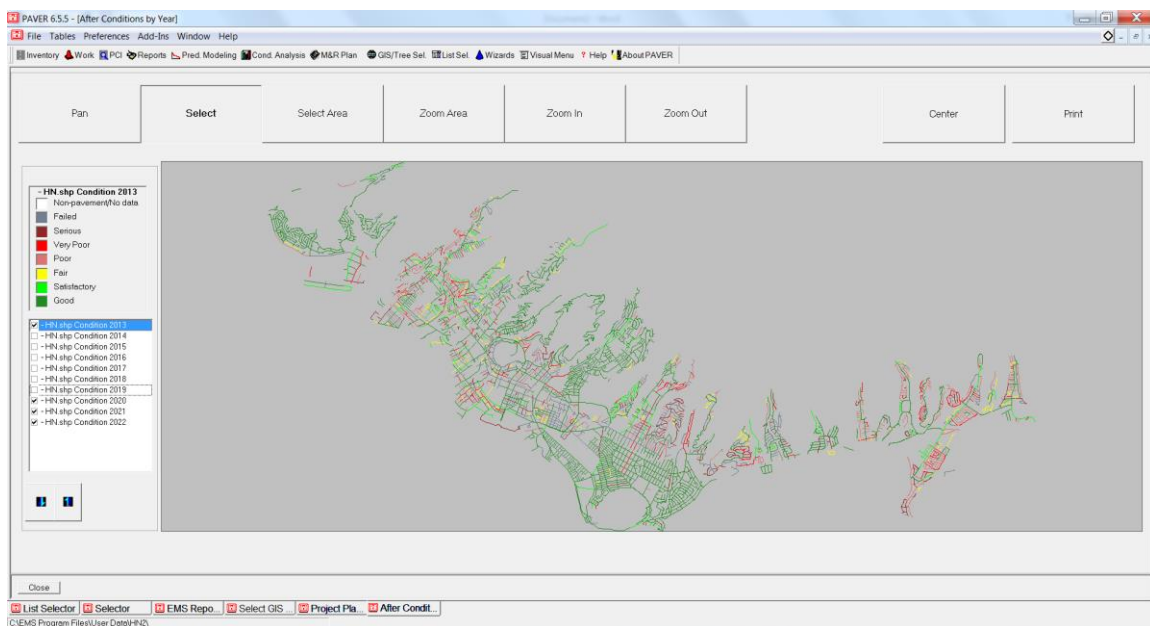 PAVER 6.5.5 - [After Conditions by Year]
File Tables Preferences Add-Ins Window Help
Inventory Work PCI Reports Pred. Modeling Cond. Analysis M&R Plan GIS/Tree Sel. List Sel. Wizards Visual Menu Help About PAVER
Pan Select Select Area Zoom Area Zoom In Zoom Out Center Print
- HN.shp Condition 2013
Non-pavement/No data
Failed
Serious
Very Poor
Poor
Fair
Satisfactory
Good
- HN.shp Condition 2013
- HN.shp Condition 2014
- HN.shp Condition 2015
- HN.shp Condition 2016
- HN.shp Condition 2017
- HN.shp Condition 2018
- HN.shp Condition 2019
- HN.shp Condition 2020
- HN.shp Condition 2021
- HN.shp Condition 2022
Close
List Selector Selector EMS Repo... Select GIS ... Project Pla... After Condit...
C:\EMS Program Files\User Data\HN2\